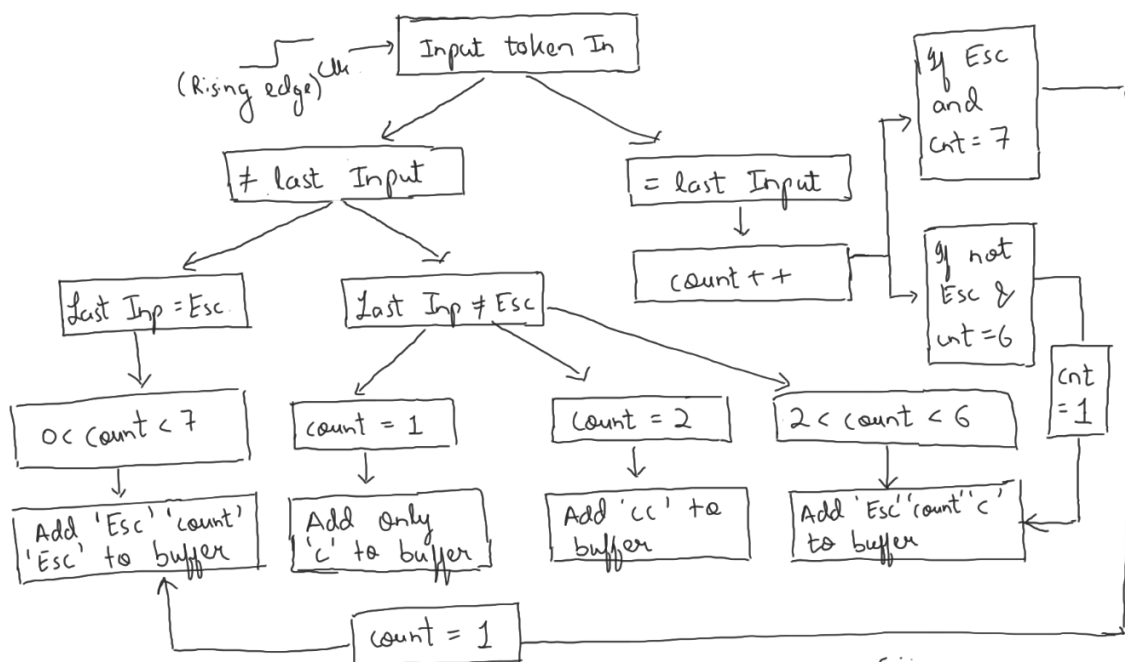 Input token In
(Rising edge) Clk
≠ last Input
= last Input
If Esc
and
cnt = 7
count + +
If not
Esc &
cnt = 6
Last Inp = Esc.
Last Inp ≠ Esc
cnt
= 1
0 < count < 7
count = 1
count = 2
2 < count < 6
Add 'Esc' 'count'
'Esc' to buffer
Add only
'c' to buffer
Add 'cc' to
buffer
Add 'Esc' 'count' 'c'
to buffer
count = 1